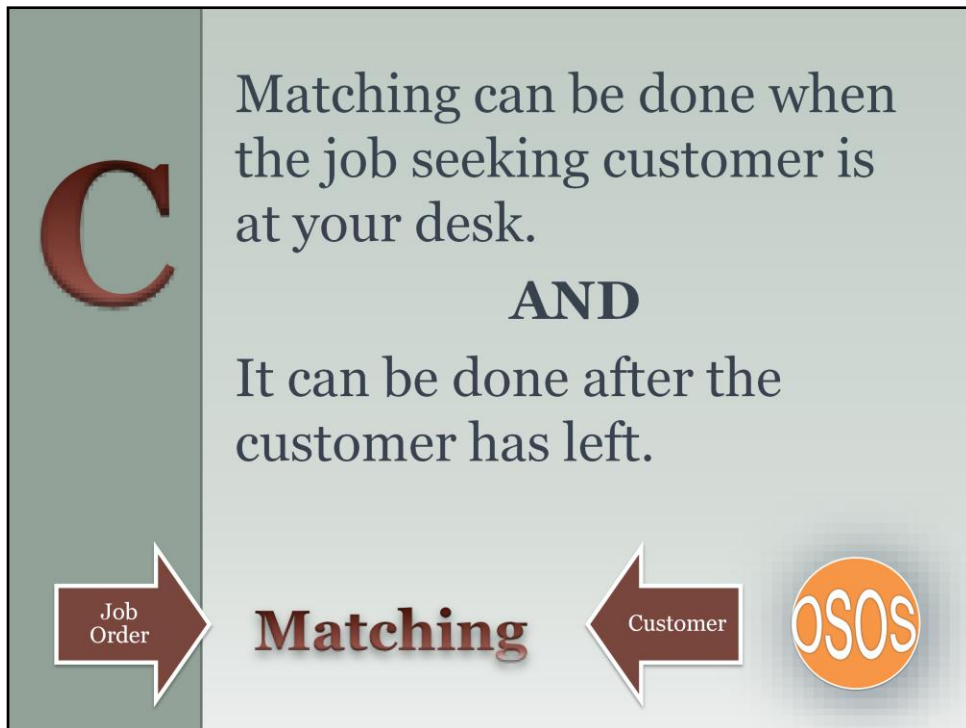 C
Matching can be done when
the job seeking customer is
at your desk.
AND
It can be done after the
customer has left.
Job
Order
Matching
Customer
OSOS